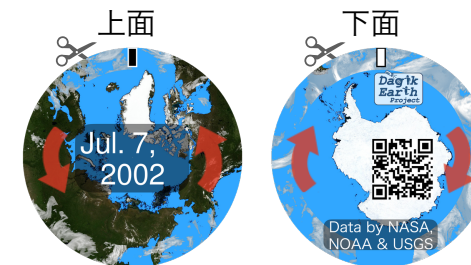 上面
下面
Jul. 7,
2002
Dagik
Earth
Project
Data by NASA,
NOAA & USGS